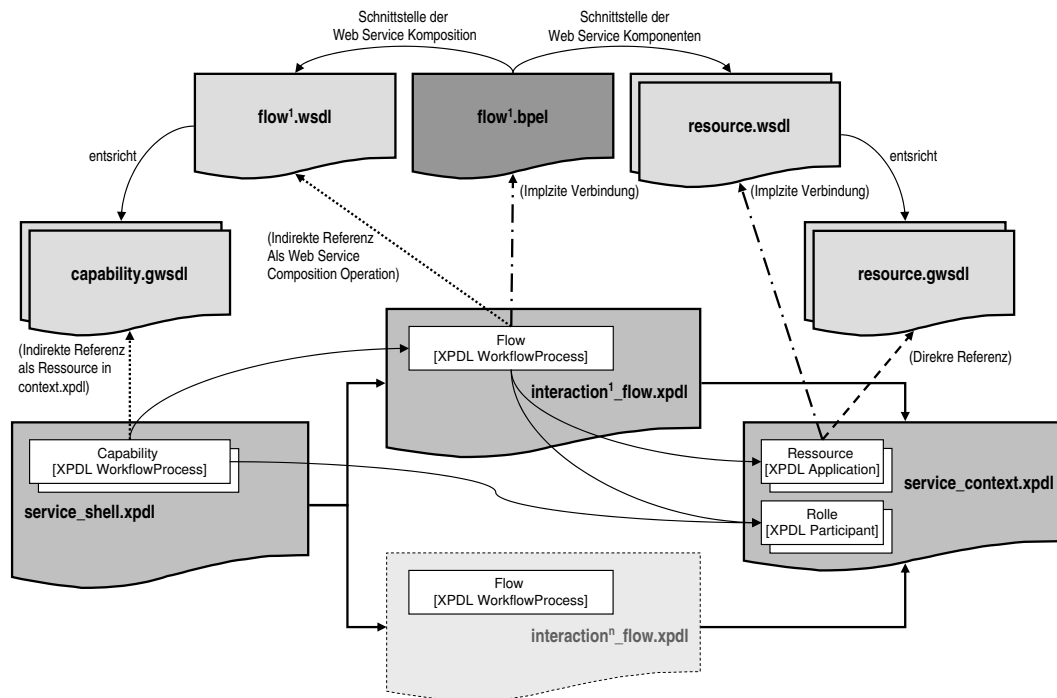 Schnittstelle der
Web Service Komposition
Schnittstelle der
Web Service Komponenten
flow¹.wsdl
flow¹.bpel
resource.wsdl
entsricht
entsricht
(Implzite Verbindung)
(Implizite Verbindung)
(Indirekte Referenz
Als Web Service
Composition Operation)
capability.gwsdl
resource.gwsdl
(Indirekte Referenz
als Ressource in
context.xpdl)
Flow
[XPDL WorkflowProcess]
(Direkre Referenz)
interaction¹_flow.xpdl
Capability
[XPDL WorkflowProcess]
service_shell.xpdl
Ressource
[XPDL Application]
service_context.xpdl
Rolle
[XPDL Participant]
Flow
[XPDL WorkflowProcess]
interactionⁿ_flow.xpdl